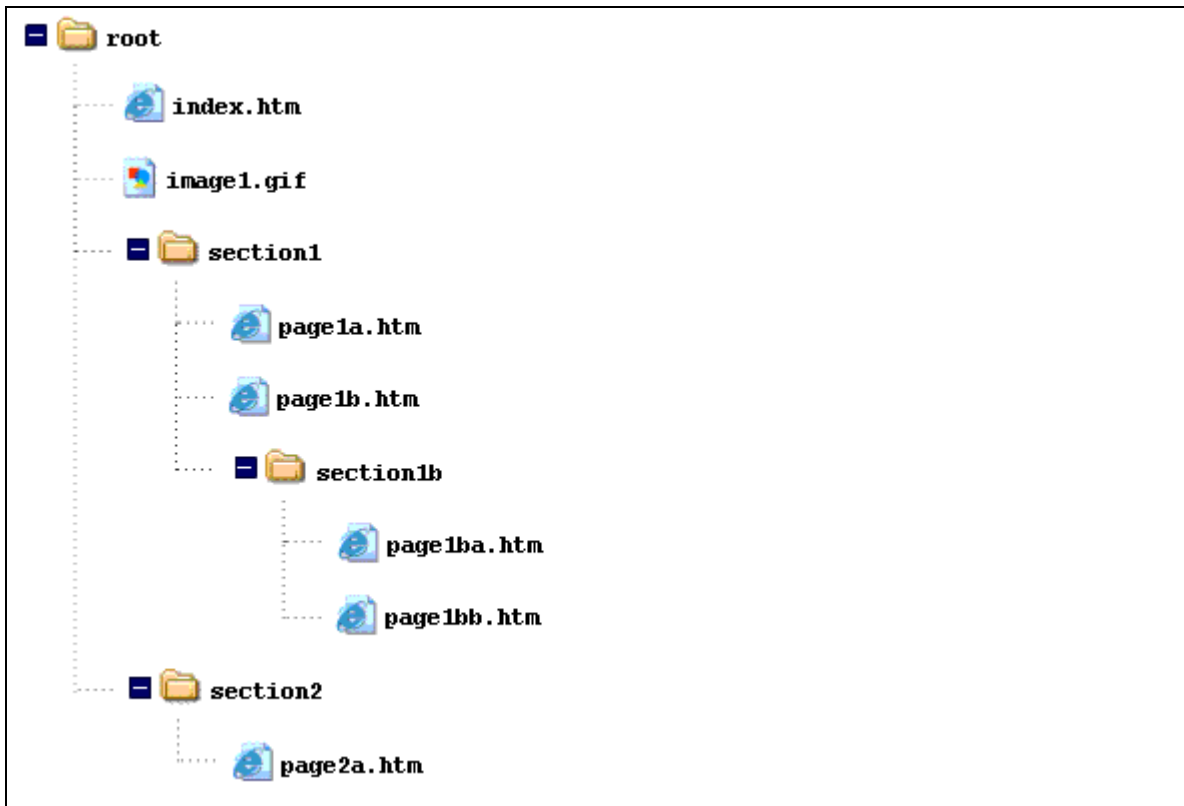 root
index.htm
image1.gif
section1
page1a.htm
page1b.htm
section1b
page1ba.htm
page1bb.htm
section2
page2a.htm